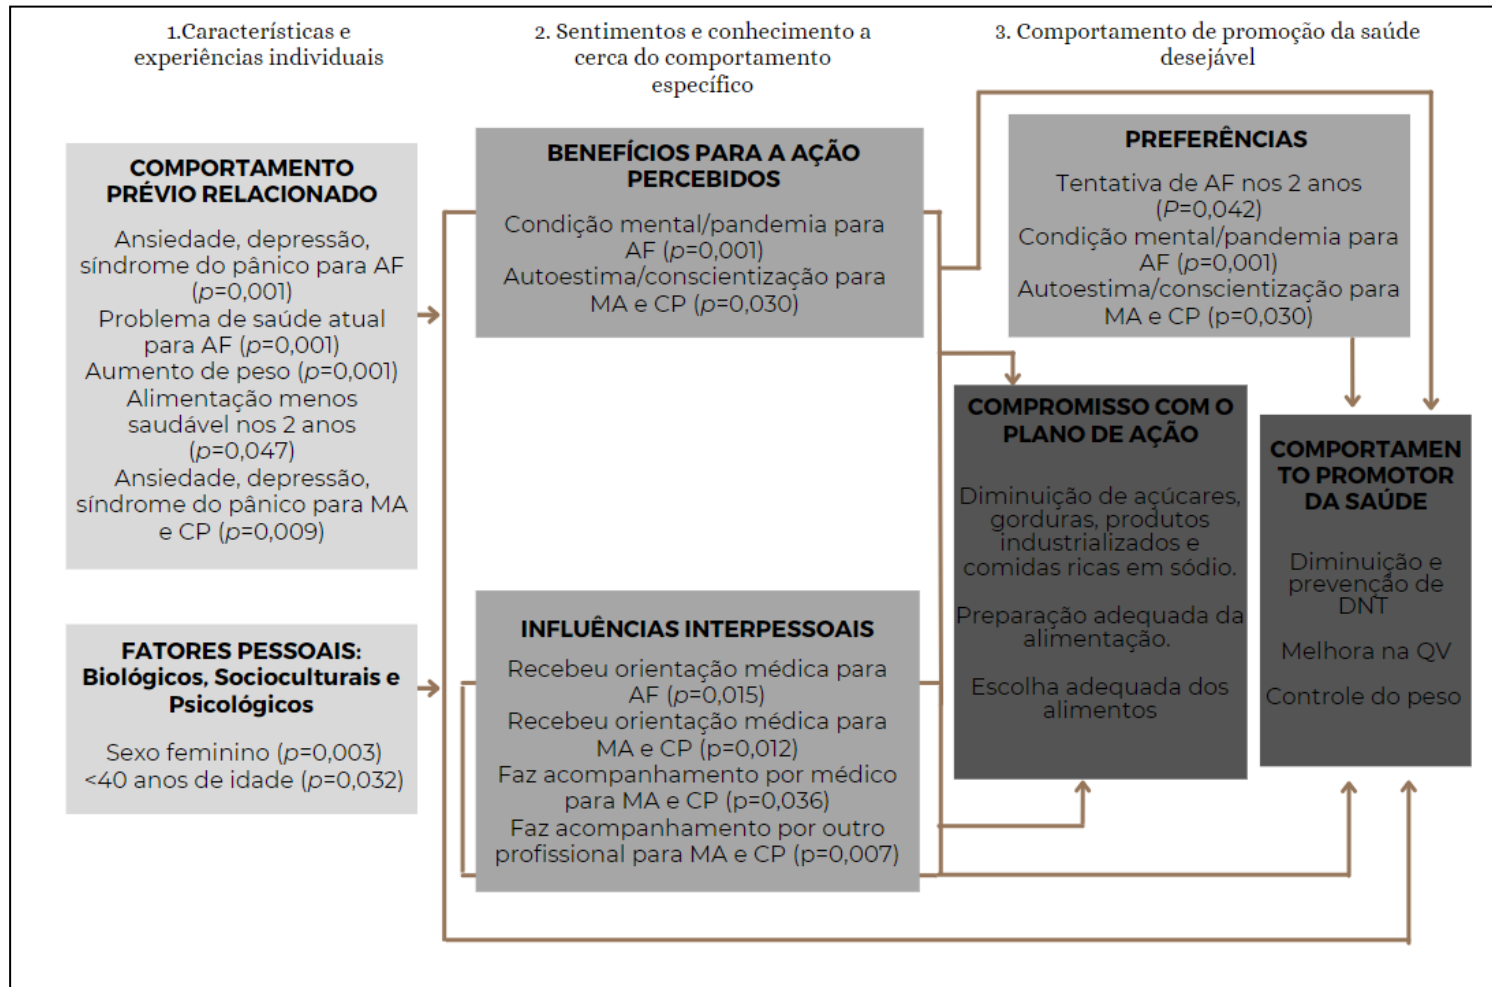 1.Características e
experiências individuais
2. Sentimentos e conhecimento a
cerca do comportamento
específico
3. Comportamento de promoção da saúde
desejável
COMPORTAMENTO
PRÉVIO RELACIONADO
Ansiedade, depressão,
síndrome do pânico para AF
(p=0,001)
Problema de saúde atual
para AF (p=0,001)
Aumento de peso (p=0,001)
Alimentação menos
saudável nos 2 anos
(p=0,047)
Ansiedade, depressão,
síndrome do pânico para MA
e CP (p=0,009)
FATORES PESSOAIS:
Biológicos, Socioculturais e
Psicológicos
Sexo feminino (p=0,003)
<40 anos de idade (p=0,032)
BENEFÍCIOS PARA A AÇÃO
PERCEBIDOS
Condição mental/pandemia para
AF (p=0,001)
Autoestima/conscientização para
MA e CP (p=0,030)
INFLUÊNCIAS INTERPESSOAIS
Recebeu orientação médica para
AF (p=0,015)
Recebeu orientação médica para
MA e CP (p=0,012)
Faz acompanhamento por médico
para MA e CP (p=0,036)
Faz acompanhamento por outro
profissional para MA e CP (p=0,007)
PREFERÊNCIAS
Tentativa de AF nos 2 anos
(P=0,042)
Condição mental/pandemia para
AF (p=0,001)
Autoestima/conscientização para
MA e CP (p=0,030)
COMPROMISSO COM O
PLANO DE AÇÃO
Diminuição de açúcares,
gorduras, produtos
industrializados e
comidas ricas em sódio.
Preparação adequada da
alimentação.
Escolha adequada dos
alimentos
COMPORTAMEN
TO PROMOTOR
DA SAÚDE
Diminuição e
prevenção de
DNT
Melhora na QV
Controle do peso